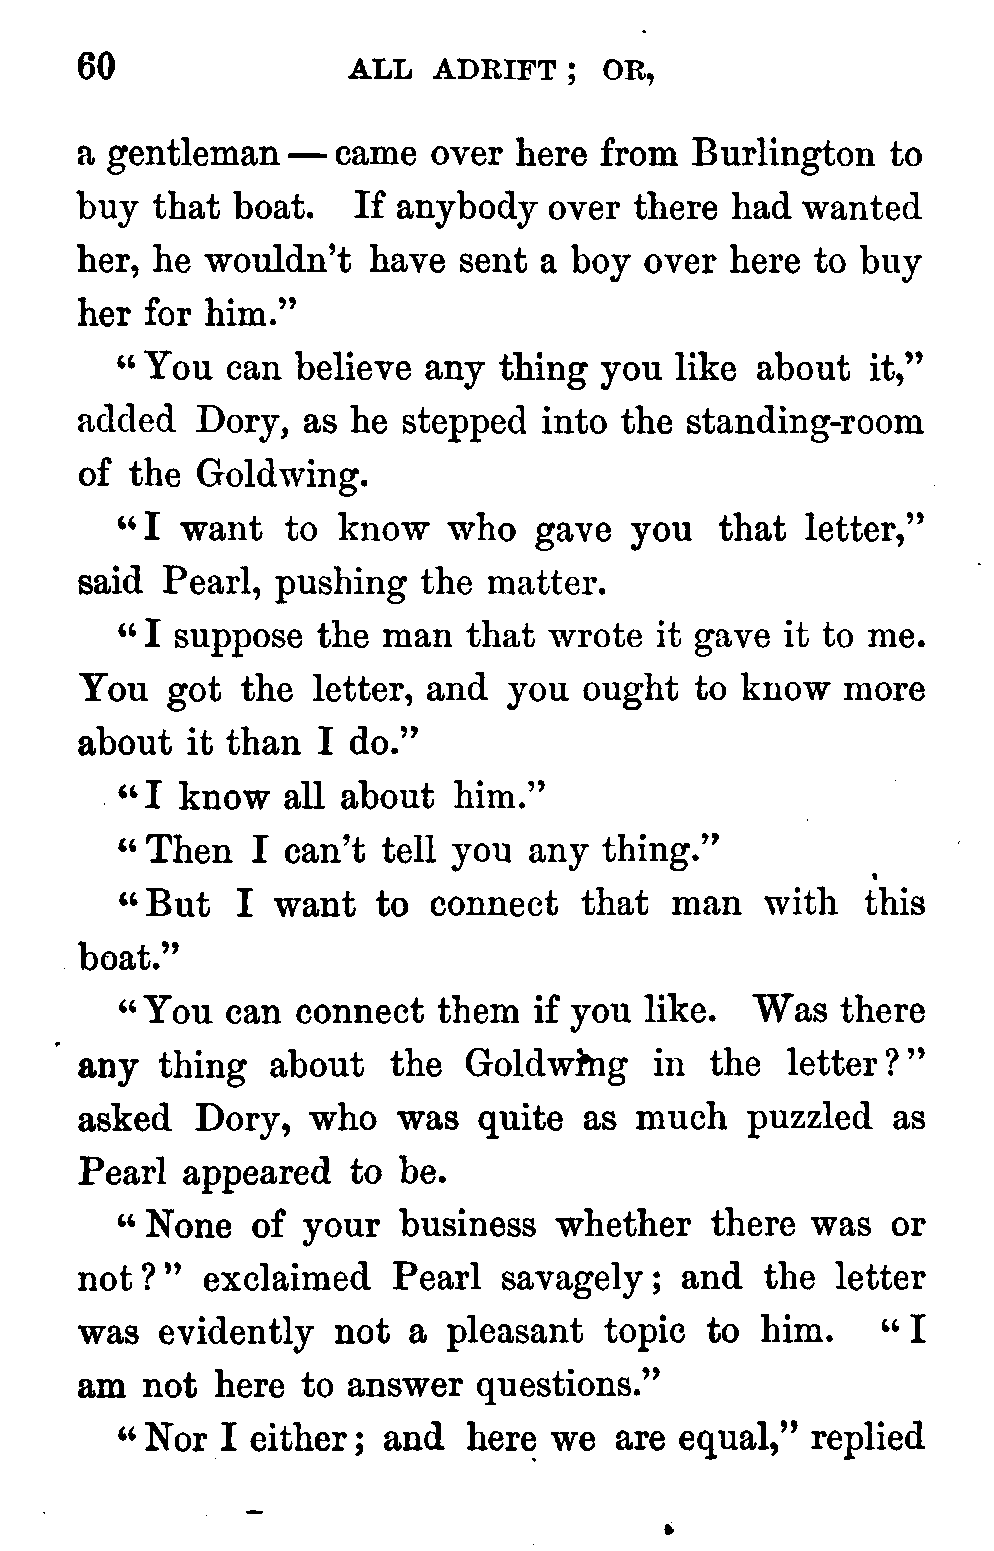 60 ALL ADRIFT; OR,
a gentleman — came over here from Burlington to
buy that boat. If anybody over there had wanted
her, he wouldn't have sent a boy over here to buy
her for him."
"You can believe any thing you like about it,"
added Dory, as he stepped into the standing-room
of the Goldwing.
"I want to know who gave you that letter,"
said Pearl, pushing the matter.
"I suppose the man that wrote it gave it to me.
You got the letter, and you ought to know more
about it than I do."
"I know all about him."
"Then I can't tell you any thing."
"But I want to connect that man with this
boat."
"You can connect them if you like. Was there
any thing about the Goldwing in the letter?"
asked Dory, who was quite as much puzzled as
Pearl appeared to be.
"None of your business whether there was or
not?" exclaimed Pearl savagely; and the letter
was evidently not a pleasant topic to him. "I
am not here to answer questions."
"Nor I either; and here we are equal," replied